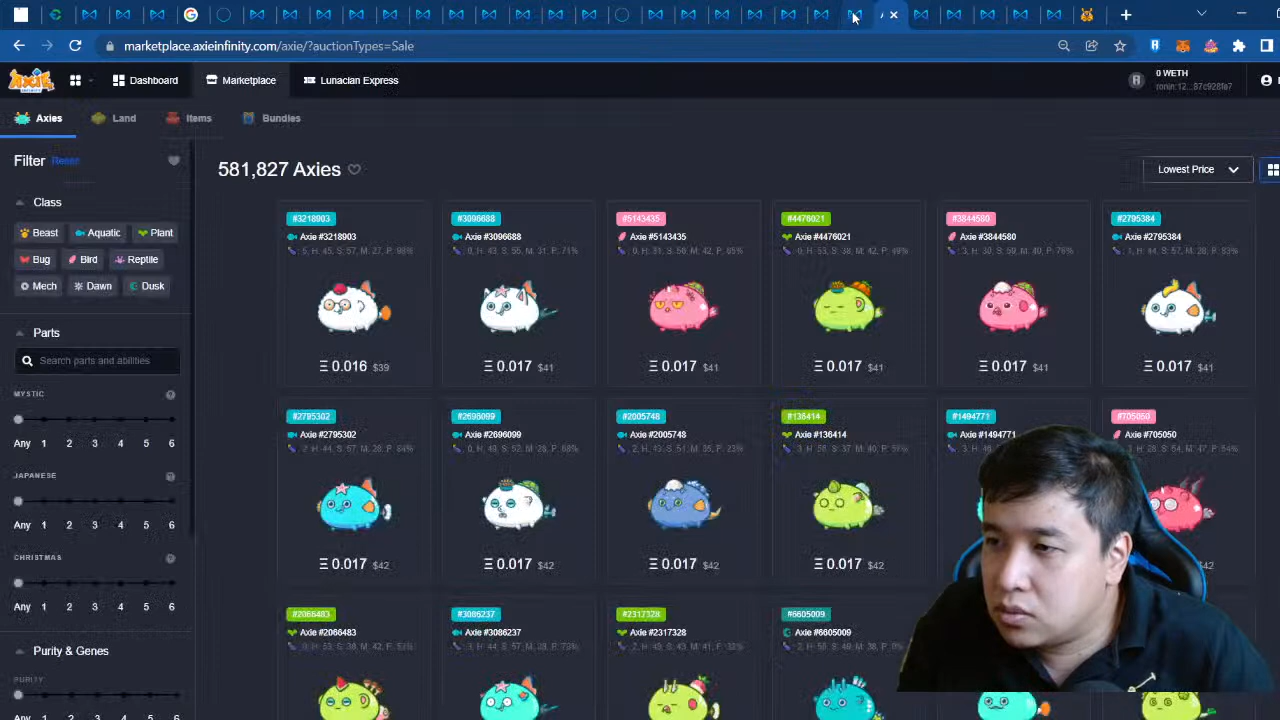 marketplace.axieinfinity.com/axie/?auctionTypes=Sale
AXIE
Dashboard
Marketplace
Lunacian Express
0 WETH
ronin:12...87c928fa7
Axies
Land
Items
Bundles
Filter
Reset
581,827 Axies
Lowest Price
Class
Beast
Aquatic
Plant
Bug
Bird
Reptile
Mech
Dawn
Dusk
Parts
Search parts and abilities
MYSTIC
Any 1 2 3 4 5 6
JAPANESE
Any 1 2 3 4 5 6
CHRISTMAS
Any 1 2 3 4 5 6
Purity & Genes
PURITY
#3218903
Axie #3218903
Ξ 0.016 $39
#3096688
Axie #3096688
Ξ 0.017 $41
#5143435
Axie #5143435
Ξ 0.017 $41
#4476021
Axie #4476021
Ξ 0.017 $41
#3844580
Axie #3844580
Ξ 0.017 $41
#2795384
Axie #2795384
Ξ 0.017 $41
#2795302
Axie #2795302
Ξ 0.017 $42
#2696099
Axie #2696099
Ξ 0.017 $42
#2005748
Axie #2005748
Ξ 0.017 $42
#136414
Axie #136414
Ξ 0.017 $42
#1494771
Axie #1494771
#705050
Axie #705050
#2066483
Axie #2066483
#3086237
Axie #3086237
#2317328
Axie #2317328
#6605009
Axie #6605009